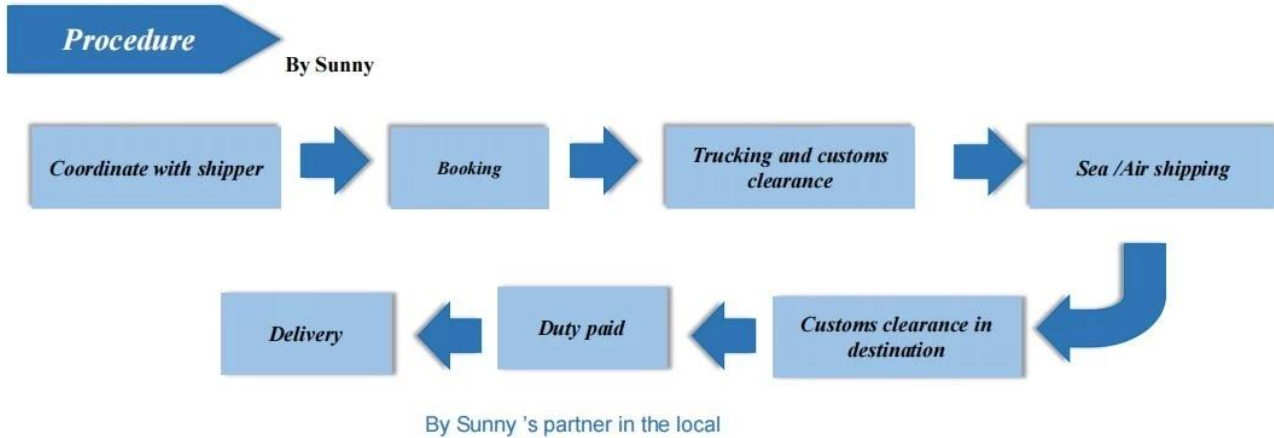 Procedure
By Sunny
Coordinate with shipper
Booking
Trucking and customs
clearance
Sea /Air shipping
Customs clearance in
destination
Duty paid
Delivery
By Sunny ’s partner in the local